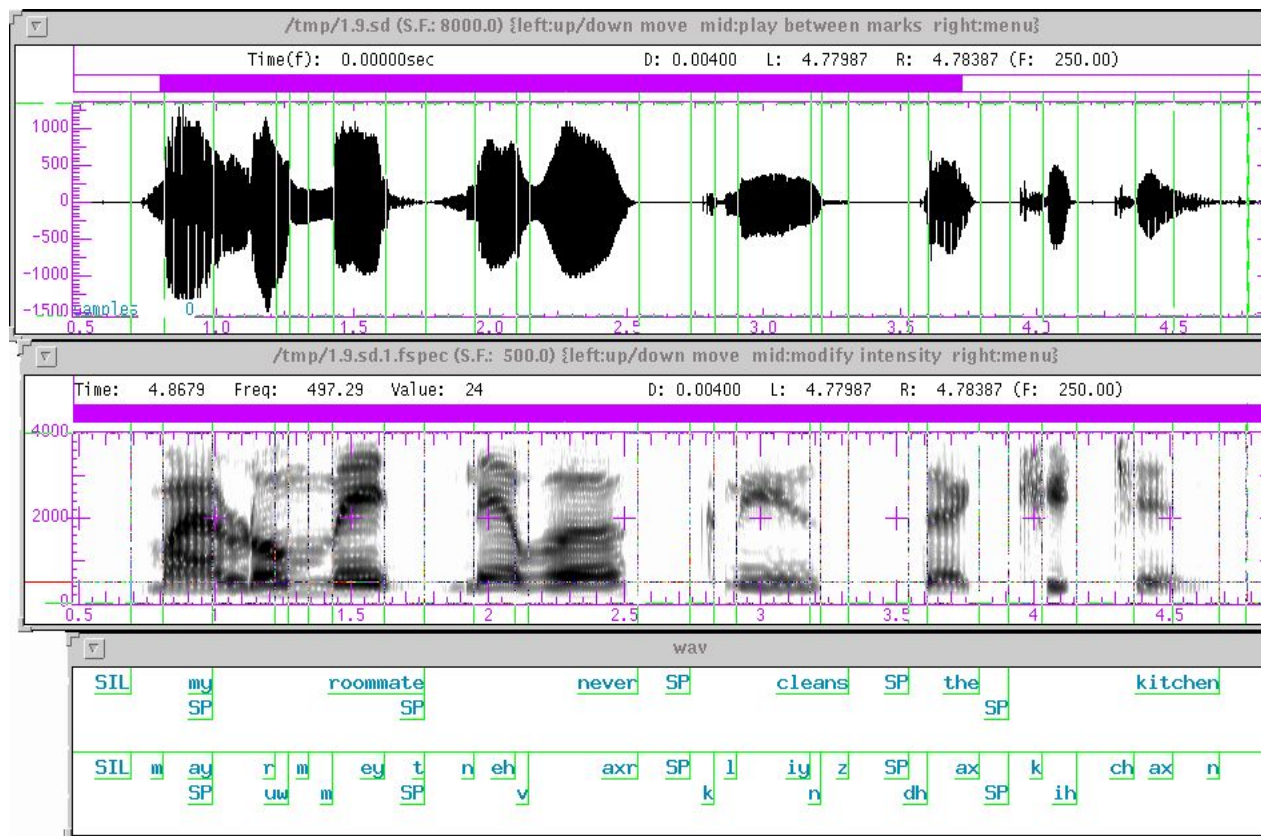 /tmp/1.9.sd (S.F.: 8000.0) {left:up/down move mid:play between marks right:menu}
Time(f): 0.00000sec D: 0.00400 L: 4.77987 R: 4.78387 (F: 250.00)
1000
500
0
-500
-1000
-1500
samples 0
0.5 1.0 1.5 2.0 2.5 3.0 3.5 4.0 4.5
/tmp/1.9.sd.1.fspec (S.F.: 500.0) {left:up/down move mid:modify intensity right:menu}
Time: 4.8679 Freq: 497.29 Value: 24 D: 0.00400 L: 4.77987 R: 4.78387 (F: 250.00)
4000
2000
0
0.5 1 1.5 2 2.5 3 3.5 4 4.5
wav
SIL my roommate never SP cleans SP the kitchen
SP SP SP
SIL m ay r m ey t n eh axr SP l iy z SP ax k ch ax n
SP uw m SP v k n dh SP ih